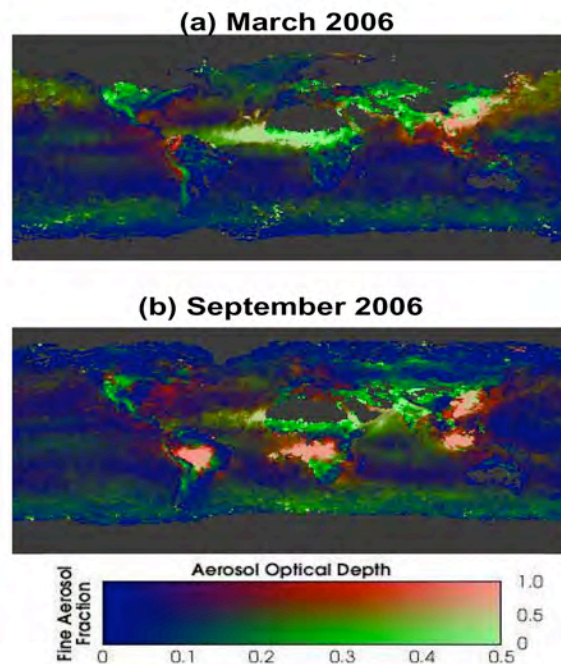 (a) March 2006
(b) September 2006
Aerosol Optical Depth
Fine Aerosol
Fraction
1.0
0.5
0
0 0.1 0.2 0.3 0.4 0.5